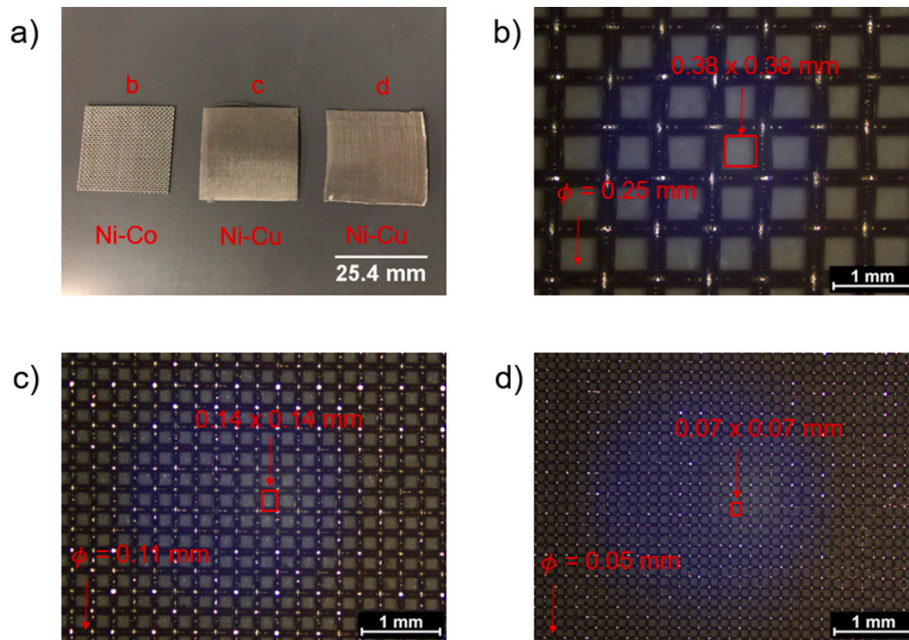 a)
b c d
Ni-Co Ni-Cu Ni-Cu
25.4 mm
b)
0.38 x 0.38 mm
ϕ = 0.25 mm
1 mm
c)
0.14 x 0.14 mm
ϕ = 0.11 mm
1 mm
d)
0.07 x 0.07 mm
ϕ = 0.05 mm
1 mm